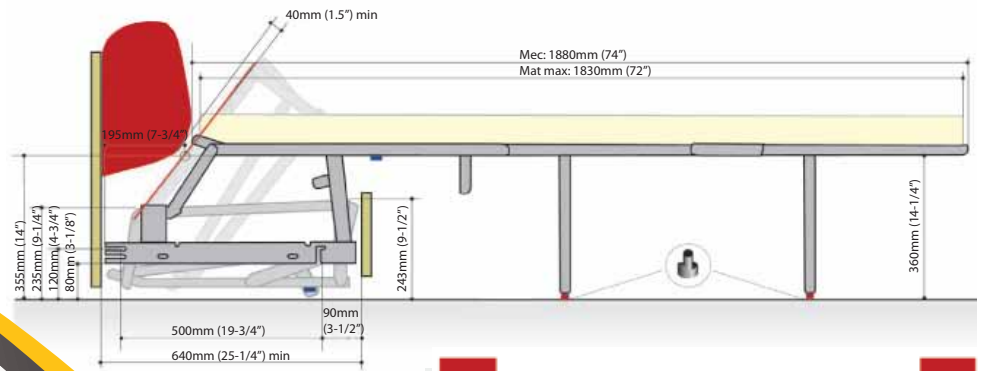 40mm (1.5”) min
Mec: 1880mm (74”)
Mat max: 1830mm (72”)
195mm (7-3/4”)
355mm (14”)
235mm (9-1/4”)
120mm (4-3/4”)
80mm (3-1/8”)
243mm (9-1/2”)
360mm (14-1/4”)
90mm
(3-1/2”)
500mm (19-3/4”)
640mm (25-1/4”) min